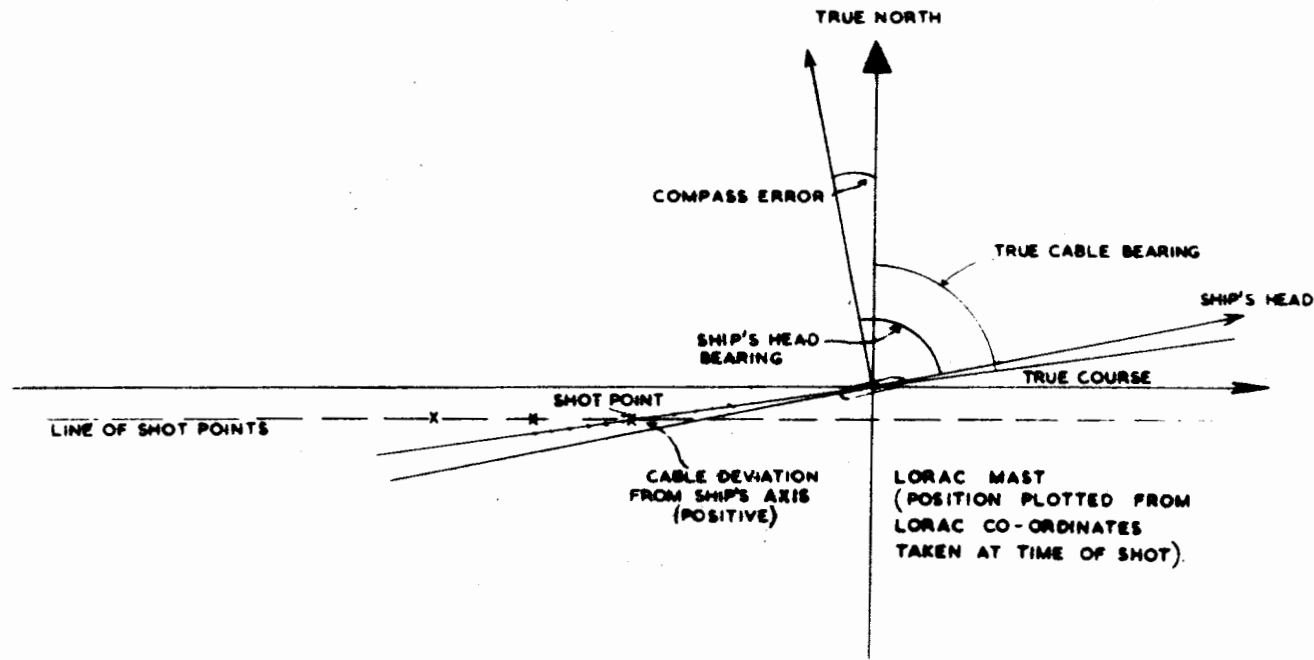 TRUE NORTH
COMPASS ERROR
TRUE CABLE BEARING
SHIP'S HEAD
SHIP'S HEAD
BEARING
TRUE COURSE
SHOT POINT
LINE OF SHOT POINTS
CABLE DEVIATION
FROM SHIP'S AXIS
(POSITIVE)
LORAC MAST
(POSITION PLOTTED FROM
LORAC CO-ORDINATES
TAKEN AT TIME OF SHOT).